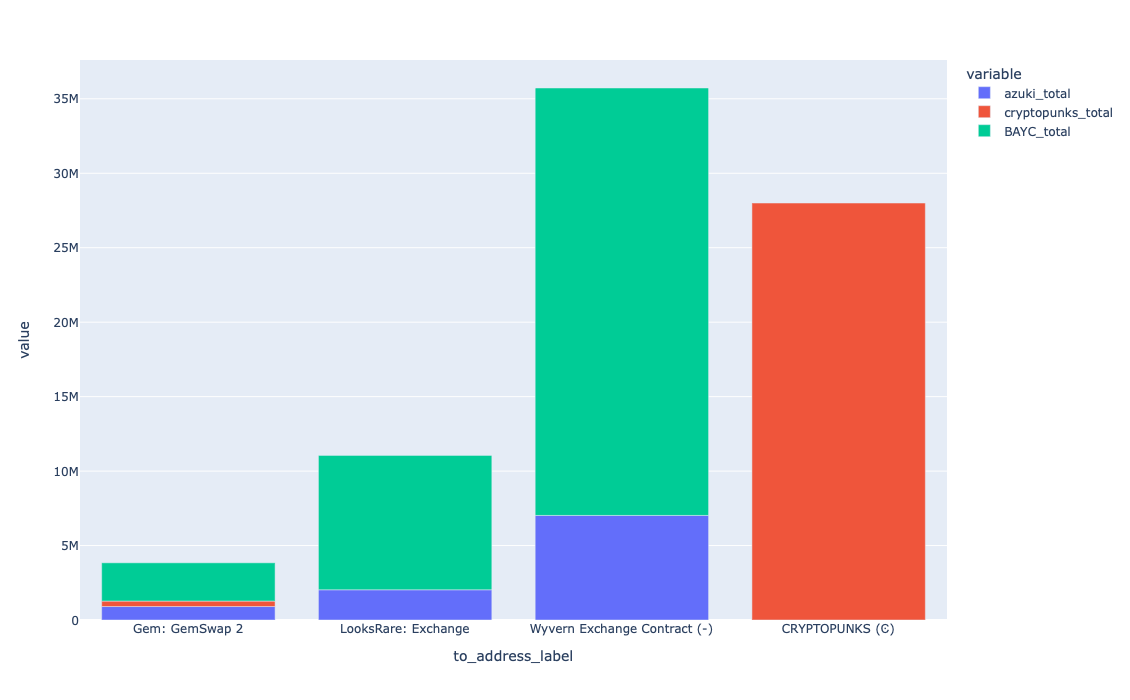 variable
azuki_total
cryptopunks_total
BAYC_total
value
35M
30M
25M
20M
15M
10M
5M
0
Gem: GemSwap 2
LooksRare: Exchange
Wyvern Exchange Contract (-)
CRYPTOPUNKS (Ͼ)
to_address_label